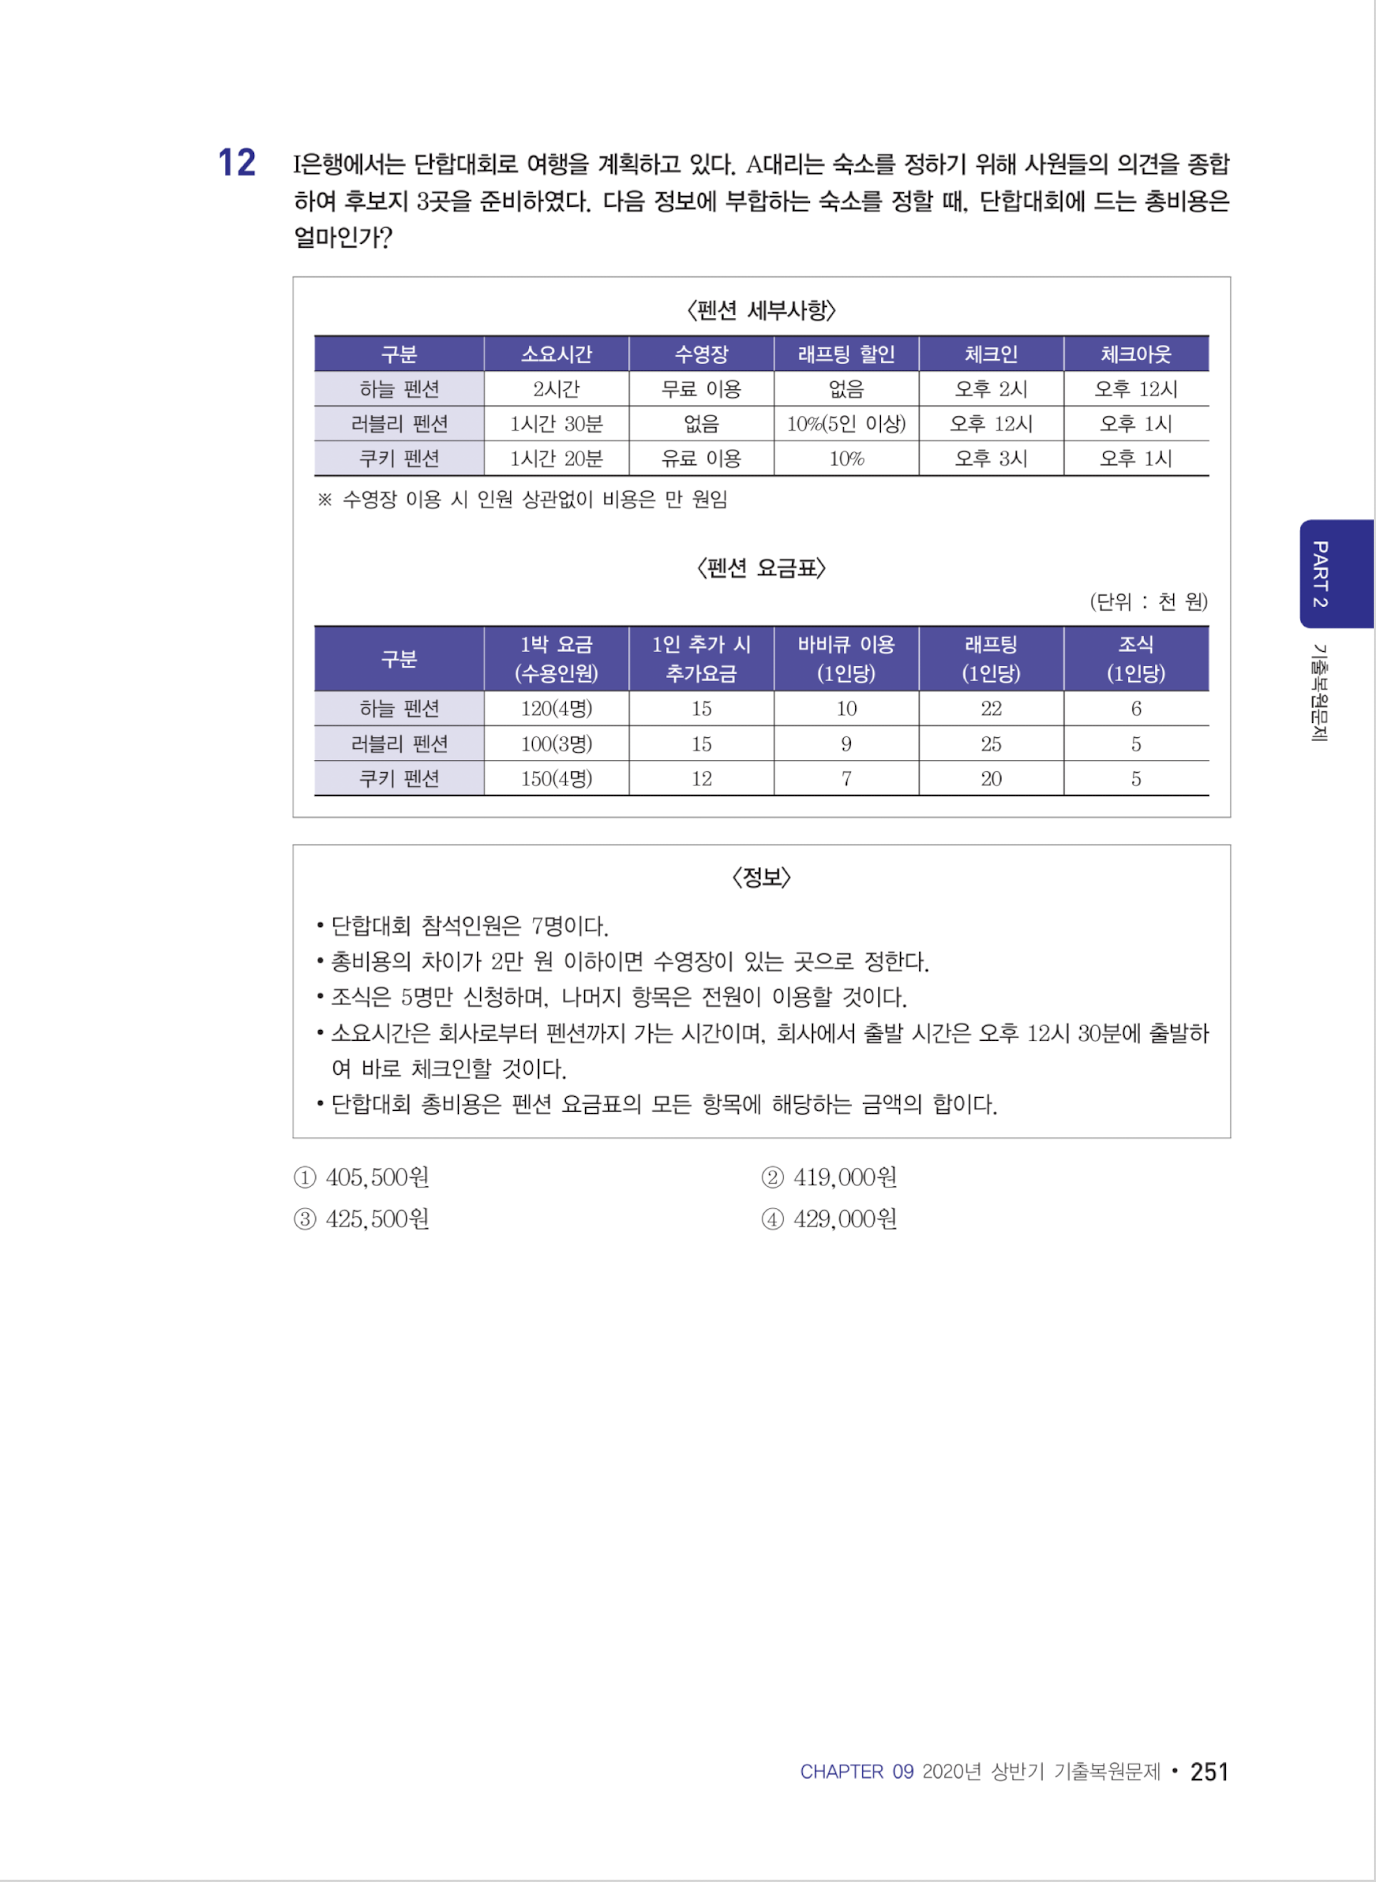 12 I은행에서는 단합대회로 여행을 계획하고 있다. A대리는 숙소를 정하기 위해 사원들의 의견을 종합
하여 후보지 3곳을 준비하였다. 다음 정보에 부합하는 숙소를 정할 때, 단합대회에 드는 총비용은
얼마인가?
〈펜션 세부사항〉
구분 소요시간 수영장 래프팅 할인 체크인 체크아웃
하늘 펜션 2시간 무료 이용 없음 오후 2시 오후 12시
러블리 펜션 1시간 30분 없음 10%(5인 이상) 오후 12시 오후 1시
쿠키 펜션 1시간 20분 유료 이용 10% 오후 3시 오후 1시
※ 수영장 이용 시 인원 상관없이 비용은 만 원임
〈펜션 요금표〉
(단위 : 천 원)
구분 1박 요금 (수용인원) 1인 추가 시 추가요금 바비큐 이용 (1인당) 래프팅 (1인당) 조식 (1인당)
하늘 펜션 120(4명) 15 10 22 6
러블리 펜션 100(3명) 15 9 25 5
쿠키 펜션 150(4명) 12 7 20 5
〈정보〉
• 단합대회 참석인원은 7명이다.
• 총비용의 차이가 2만 원 이하이면 수영장이 있는 곳으로 정한다.
• 조식은 5명만 신청하며, 나머지 항목은 전원이 이용할 것이다.
• 소요시간은 회사로부터 펜션까지 가는 시간이며, 회사에서 출발 시간은 오후 12시 30분에 출발하
여 바로 체크인할 것이다.
• 단합대회 총비용은 펜션 요금표의 모든 항목에 해당하는 금액의 합이다.
① 405,500원 ② 419,000원
③ 425,500원 ④ 429,000원
PART 2
기출복원문제
CHAPTER 09 2020년 상반기 기출복원문제 • 251